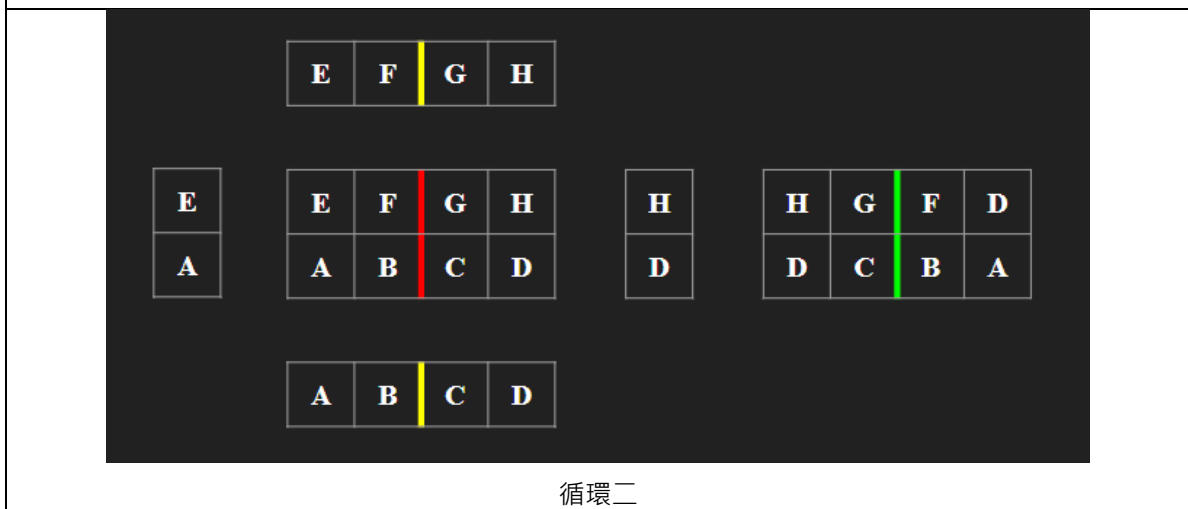 E F G H
E E F G H H H G F D
A A B C D D D C B A
A B C D
循環二